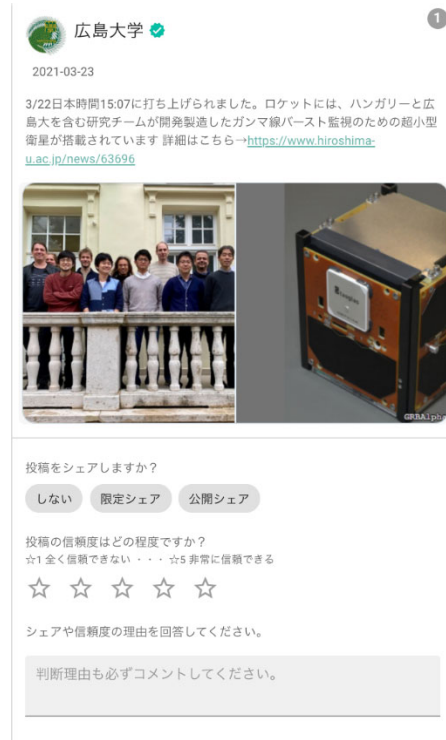 広島大学
1
2021-03-23
3/22日本時間15:07に打ち上げられました。ロケットには、ハンガリーと広
島大を含む研究チームが開発製造したガンマ線バースト監視のための超小型
衛星が搭載されています 詳細はこちら→https://www.hiroshima-
u.ac.jp/news/63696
GRBAlpha
投稿をシェアしますか？
しない 限定シェア 公開シェア
投稿の信頼度はどの程度ですか？
☆1 全く信頼できない ・・・ ☆5 非常に信頼できる
シェアや信頼度の理由を回答してください。
判断理由も必ずコメントしてください。